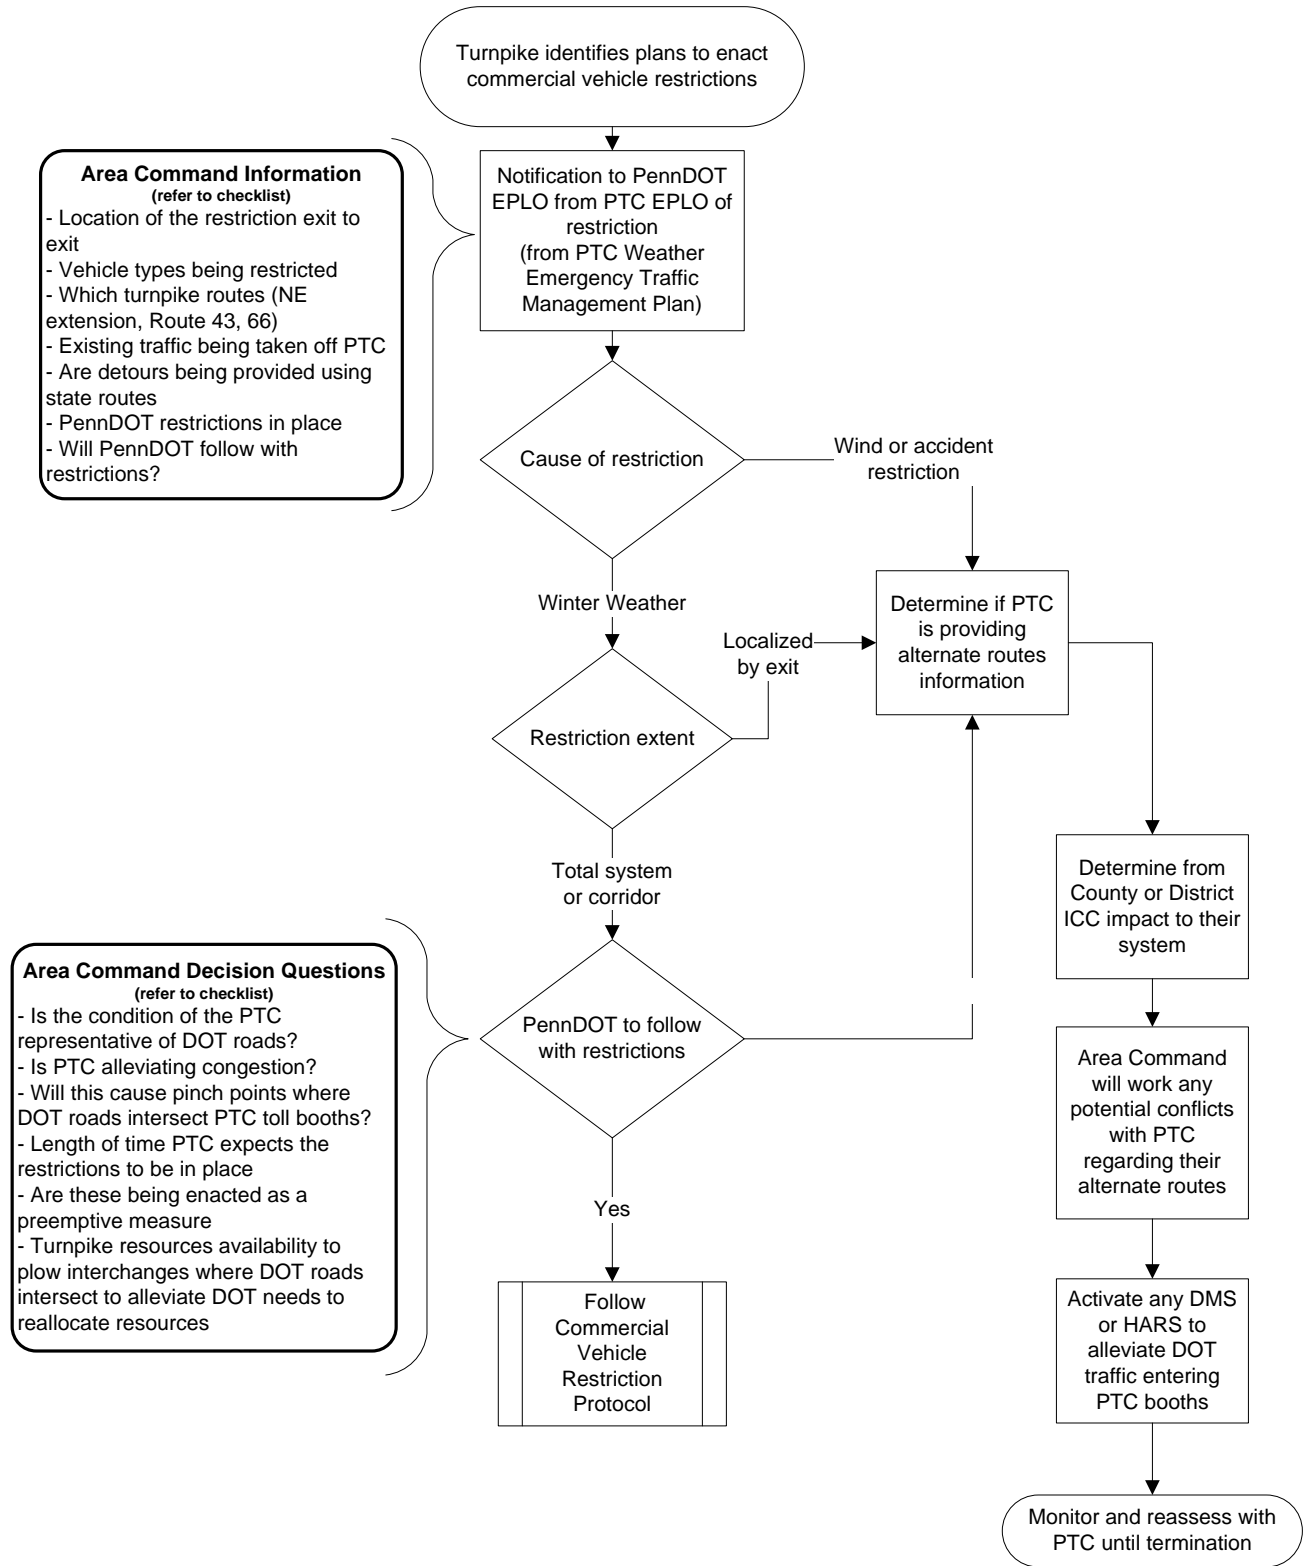 Turnpike identifies plans to enact
commercial vehicle restrictions
Area Command Information
(refer to checklist)
- Location of the restriction exit to
exit
- Vehicle types being restricted
- Which turnpike routes (NE
extension, Route 43, 66)
- Existing traffic being taken off PTC
- Are detours being provided using
state routes
- PennDOT restrictions in place
- Will PennDOT follow with
restrictions?
Notification to PennDOT
EPLO from PTC EPLO of
restriction
(from PTC Weather
Emergency Traffic
Management Plan)
Cause of restriction
Wind or accident
restriction
Winter Weather
Localized
by exit
Determine if PTC
is providing
alternate routes
information
Restriction extent
Total system
or corridor
Determine from
County or District
ICC impact to their
system
Area Command Decision Questions
(refer to checklist)
- Is the condition of the PTC
representative of DOT roads?
- Is PTC alleviating congestion?
- Will this cause pinch points where
DOT roads intersect PTC toll booths?
- Length of time PTC expects the
restrictions to be in place
- Are these being enacted as a
preemptive measure
- Turnpike resources availability to
plow interchanges where DOT roads
intersect to alleviate DOT needs to
reallocate resources
PennDOT to follow
with restrictions
Area Command
will work any
potential conflicts
with PTC
regarding their
alternate routes
Yes
Follow
Commercial
Vehicle
Restriction
Protocol
Activate any DMS
or HARS to
alleviate DOT
traffic entering
PTC booths
Monitor and reassess with
PTC until termination